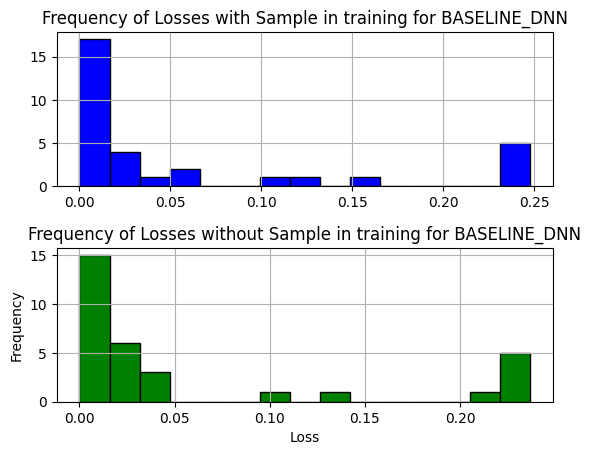 Frequency of Losses with Sample in training for BASELINE_DNN
15
10
5
0
0.00 0.05 0.10 0.15 0.20 0.25
Frequency of Losses without Sample in training for BASELINE_DNN
15
10
5
0
Frequency
0.00 0.05 0.10 0.15 0.20
Loss